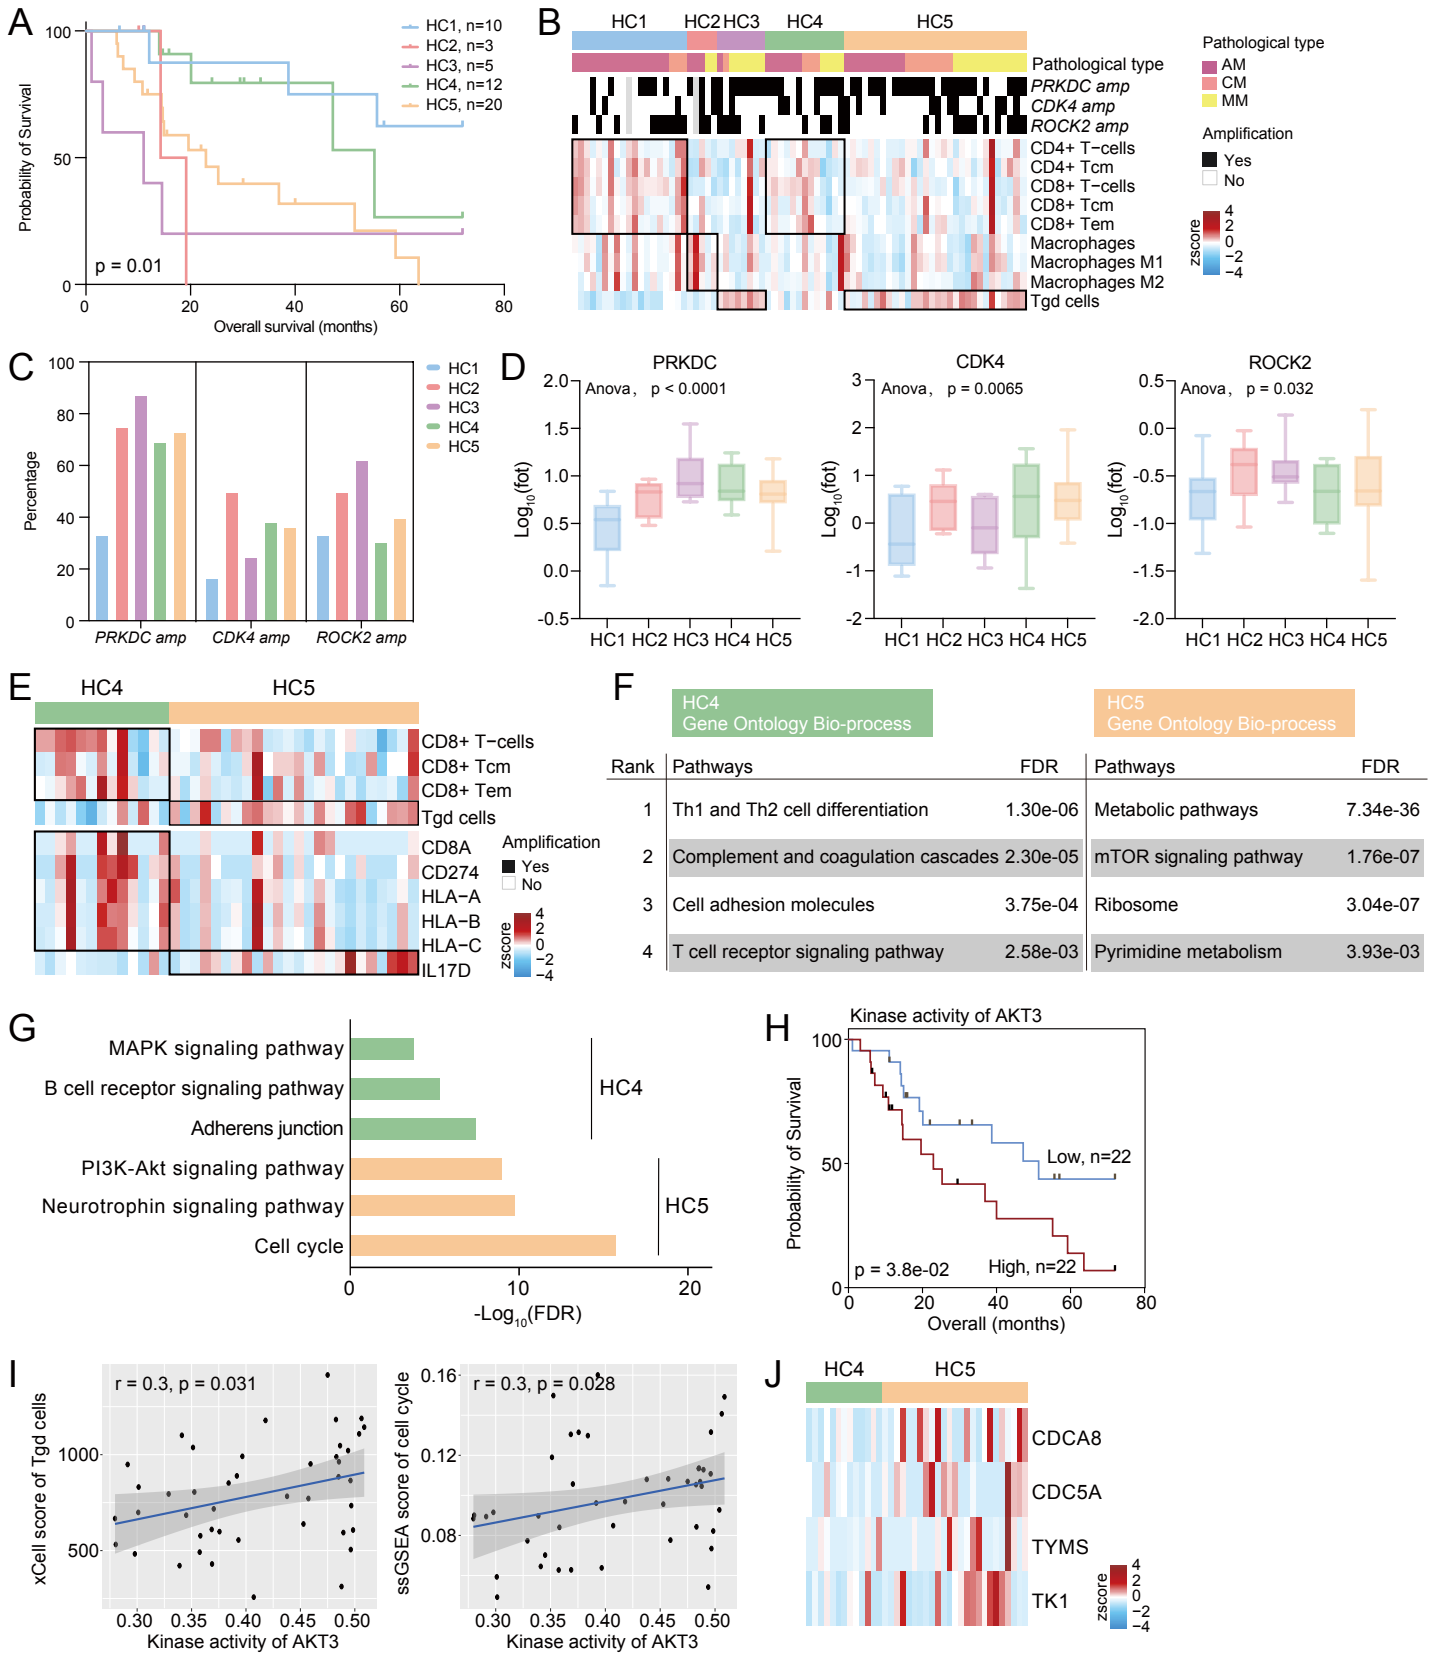 A
100
50
0
Probability of Survival
HC1, n=10
HC2, n=3
HC3, n=5
HC4, n=12
HC5, n=20
p = 0.01
0 20 40 60 80
Overall survival (months)
B
HC1 HC2 HC3 HC4 HC5
Pathological type
PRKDC amp
CDK4 amp
ROCK2 amp
CD4+ T−cells
CD4+ Tcm
CD8+ T−cells
CD8+ Tcm
CD8+ Tem
Macrophages
Macrophages M1
Macrophages M2
Tgd cells
Pathological type
AM
CM
MM
Amplification
Yes
No
zscore
4
2
0
−2
−4
C
100
80
60
40
20
0
Percentage
PRKDC amp CDK4 amp ROCK2 amp
HC1
HC2
HC3
HC4
HC5
D
PRKDC
Anova, p < 0.0001
Log10(fot)
2.0
1.5
1.0
0.5
0.0
-0.5
HC1 HC2 HC3 HC4 HC5
CDK4
Anova, p = 0.0065
Log10(fot)
3
2
1
0
-1
-2
HC1 HC2 HC3 HC4 HC5
ROCK2
Anova, p = 0.032
Log10(fot)
0.5
0.0
-0.5
-1.0
-1.5
-2.0
HC1 HC2 HC3 HC4 HC5
E
HC4 HC5
CD8+ T−cells
CD8+ Tcm
CD8+ Tem
Tgd cells
CD8A
CD274
HLA−A
HLA−B
HLA−C
IL17D
Amplification
Yes
No
zscore
4
2
0
−2
−4
F
HC4
Gene Ontology Bio-process
HC5
Gene Ontology Bio-process
Rank Pathways FDR Pathways FDR
1 Th1 and Th2 cell differentiation 1.30e-06 Metabolic pathways 7.34e-36
2 Complement and coagulation cascades 2.30e-05 mTOR signaling pathway 1.76e-07
3 Cell adhesion molecules 3.75e-04 Ribosome 3.04e-07
4 T cell receptor signaling pathway 2.58e-03 Pyrimidine metabolism 3.93e-03
G
MAPK signaling pathway
B cell receptor signaling pathway
Adherens junction
PI3K-Akt signaling pathway
Neurotrophin signaling pathway
Cell cycle
HC4
HC5
0 10 20
-Log10(FDR)
H
Kinase activity of AKT3
100
50
0
Probability of Survival
Low, n=22
High, n=22
p = 3.8e-02
0 20 40 60 80
Overall (months)
I
r = 0.3, p = 0.031
xCell score of Tgd cells
1000
500
0.30 0.35 0.40 0.45 0.50
Kinase activity of AKT3
r = 0.3, p = 0.028
ssGSEA score of cell cycle
0.16
0.12
0.08
0.30 0.35 0.40 0.45 0.50
Kinase activity of AKT3
J
HC4 HC5
CDCA8
CDC5A
TYMS
TK1
zscore
4
2
0
−2
−4